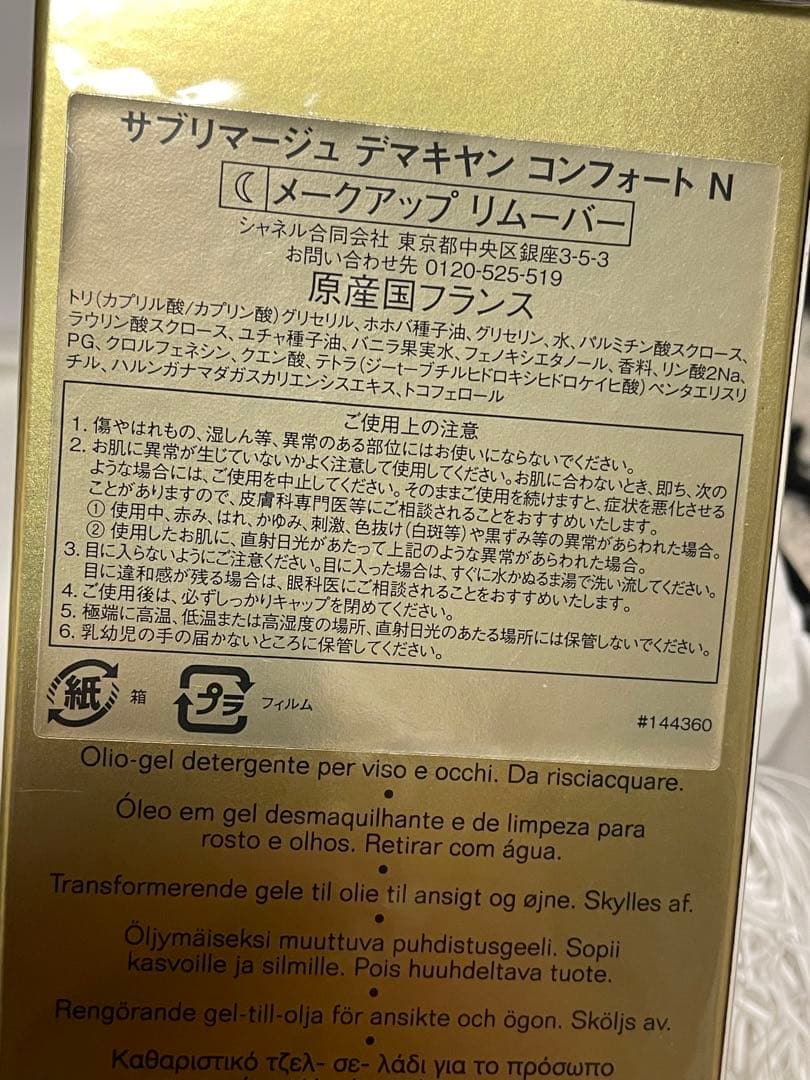 サブリマージュ デマキヤン コンフォート N
メークアップ リムーバー
シャネル合同会社 東京都中央区銀座3-5-3
お問い合わせ先 0120-525-519
原産国フランス
トリ(カプリル酸/カプリン酸)グリセリル、ホホバ種子油、グリセリン、水、パルミチン酸スクロース、
ラウリン酸スクロース、ユチャ種子油、バニラ果実水、フェノキシエタノール、香料、リン酸2Na、
PG、クロルフェネシン、クエン酸、テトラ(ジ-t-ブチルヒドロキシヒドロケイヒ酸)ペンタエリスリ
チル、ハルンガナマダガスカリエンシスエキス、トコフェロール
ご使用上の注意
1. 傷やはれもの、湿しん等、異常のある部位にはお使いにならないでください。
2. お肌に異常が生じていないかよく注意して使用してください。お肌に合わないとき、即ち、次の
ような場合には、ご使用を中止してください。そのままご使用を続けますと、症状を悪化させる
ことがありますので、皮膚科専門医等にご相談されることをおすすめいたします。
① 使用中、赤み、はれ、かゆみ、刺激、色抜け(白斑等)や黒ずみ等の異常があらわれた場合。
② 使用したお肌に、直射日光があたって上記のような異常があらわれた場合。
3. 目に入らないようにご注意ください。目に入った場合は、すぐに水かぬるま湯で洗い流してください。
目に違和感が残る場合は、眼科医にご相談されることをおすすめいたします。
4. ご使用後は、必ずしっかりキャップを閉めてください。
5. 極端に高温、低温または高湿度の場所、直射日光のあたる場所には保管しないでください。
6. 乳幼児の手の届かないところに保管してください。
紙 箱 プラ フィルム #144360
Olio-gel detergente per viso e occhi. Da risciacquare.
•
Óleo em gel desmaquilhante e de limpeza para
rosto e olhos. Retirar com água.
•
Transformerende gele til olie til ansigt og øjne. Skylles af.
•
Öljymäiseksi muuttuva puhdistusgeeli. Sopii
kasvoille ja silmille. Pois huuhdeltava tuote.
•
Rengörande gel-till-olja för ansikte och ögon. Sköljs av.
•
Καθαριστικό τζελ- σε- λάδι για το πρόσωπο